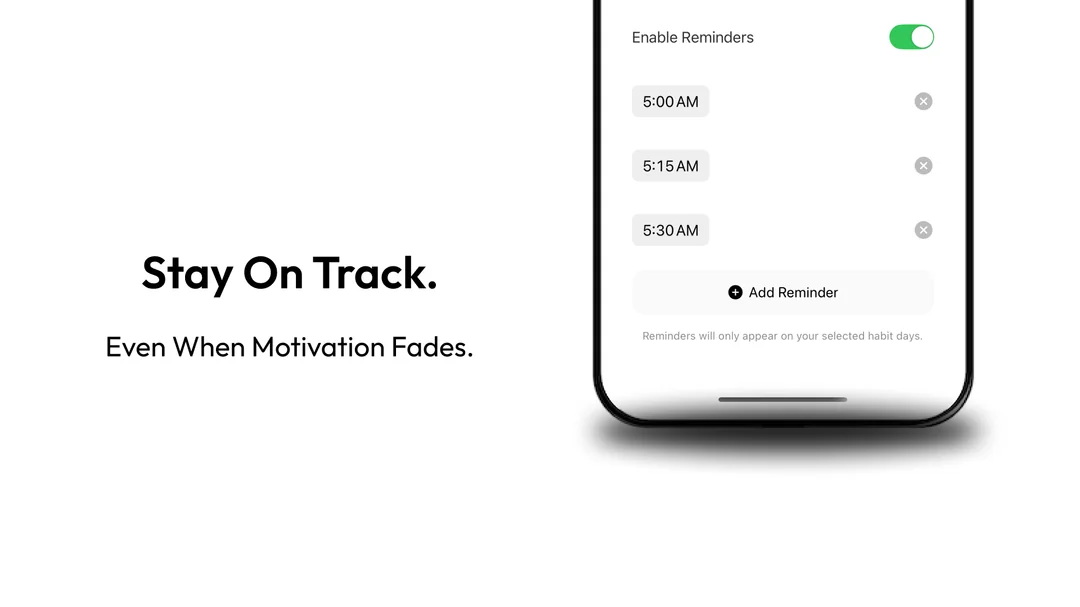 Stay On Track.
Even When Motivation Fades.
Enable Reminders
5:00 AM
5:15 AM
5:30 AM
Add Reminder
Reminders will only appear on your selected habit days.